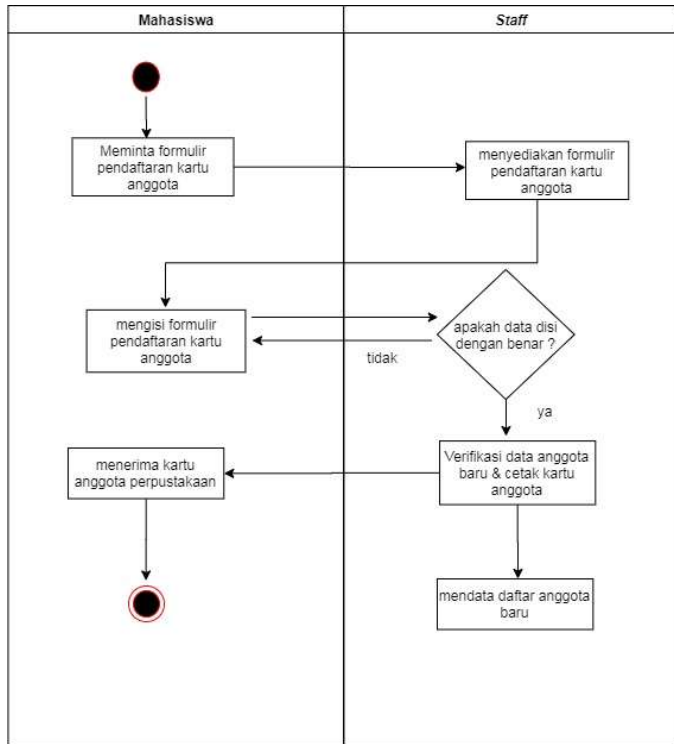 Mahasiswa
Staff
Meminta formulir
pendaftaran kartu
anggota
menyediakan formulir
pendaftaran kartu
anggota
mengisi formulir
pendaftaran kartu
anggota
apakah data disi
dengan benar ?
tidak
ya
menerima kartu
anggota perpustakaan
Verifikasi data anggota
baru & cetak kartu
anggota
mendata daftar anggota
baru